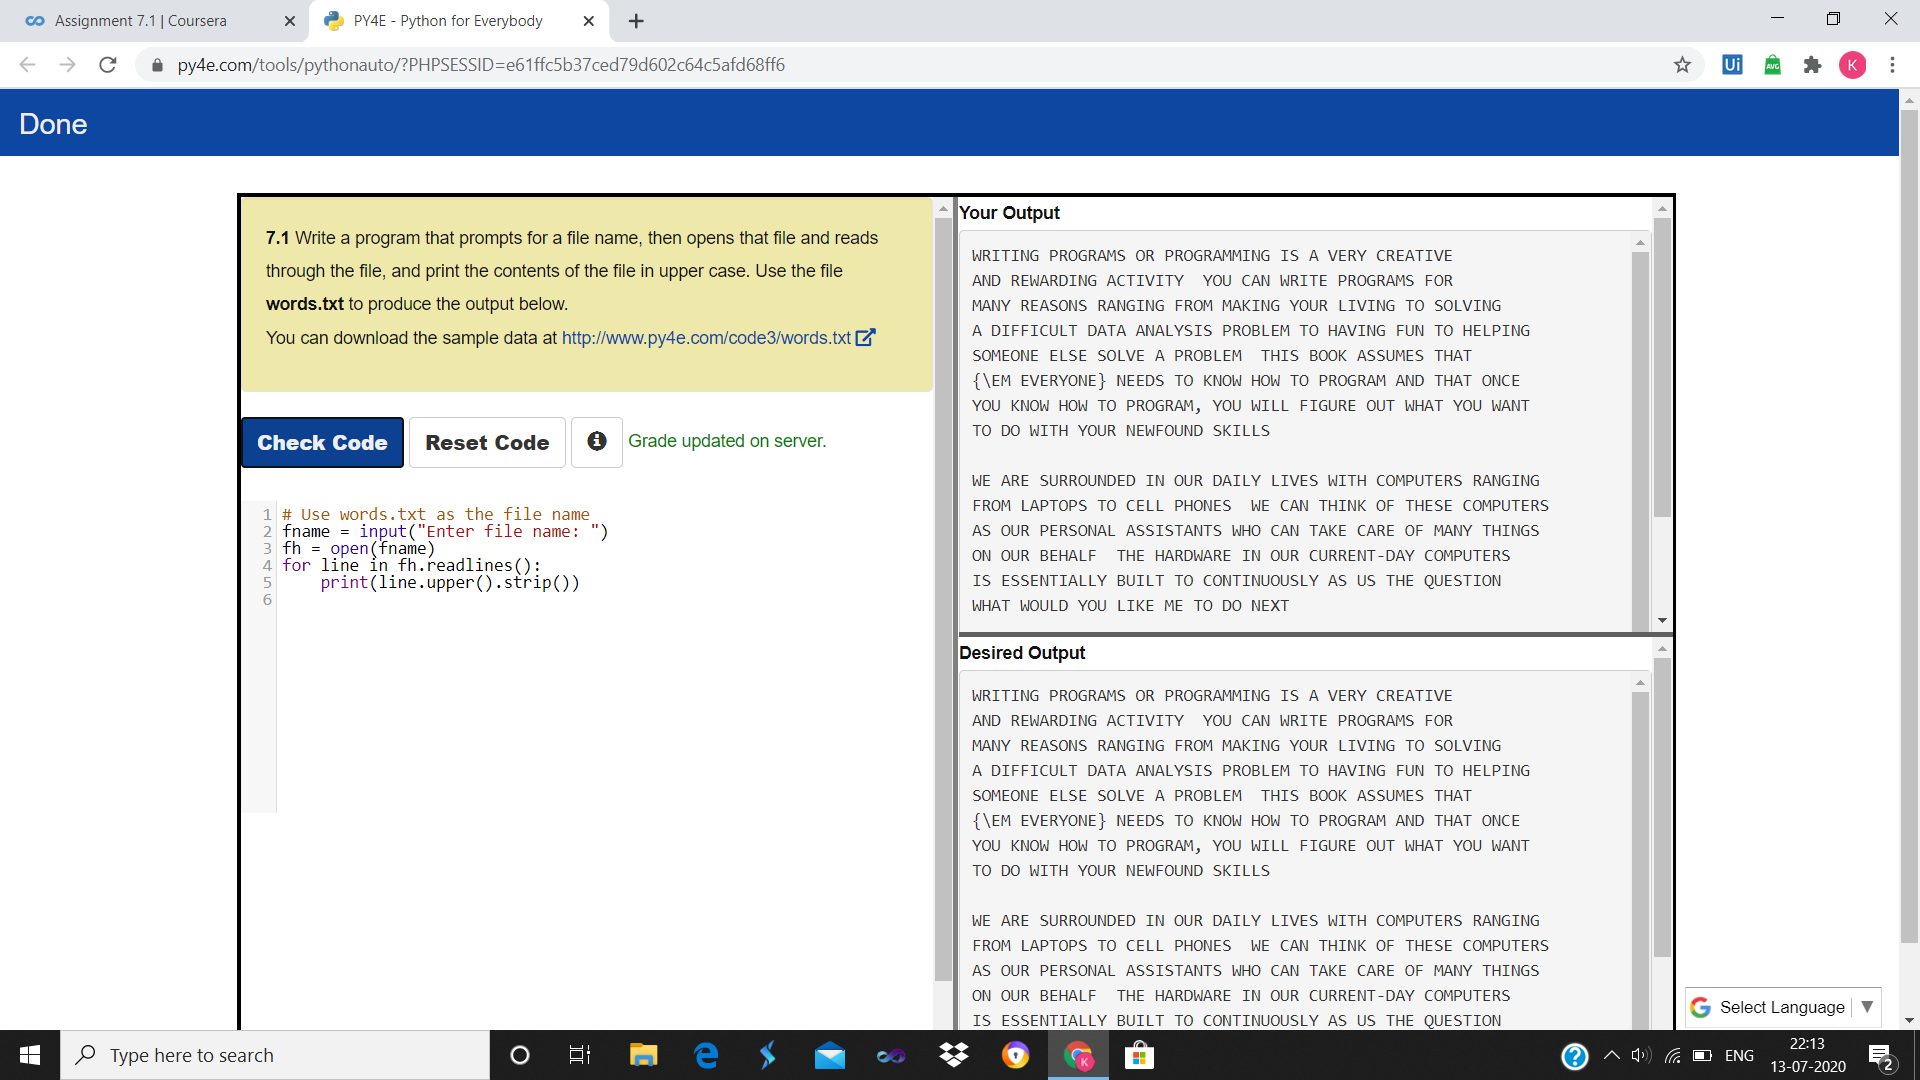 Assignment 7.1 | Coursera
PY4E - Python for Everybody
py4e.com/tools/pythonauto/?PHPSESSID=e61ffc5b37ced79d602c64c5afd68ff6
Ui
AVG
K
Done
7.1 Write a program that prompts for a file name, then opens that file and reads
through the file, and print the contents of the file in upper case. Use the file
words.txt to produce the output below.
You can download the sample data at http://www.py4e.com/code3/words.txt
Check Code
Reset Code
Grade updated on server.
1 # Use words.txt as the file name
2 fname = input("Enter file name: ")
3 fh = open(fname)
4 for line in fh.readlines():
5     print(line.upper().strip())
6
Your Output
WRITING PROGRAMS OR PROGRAMMING IS A VERY CREATIVE
AND REWARDING ACTIVITY  YOU CAN WRITE PROGRAMS FOR
MANY REASONS RANGING FROM MAKING YOUR LIVING TO SOLVING
A DIFFICULT DATA ANALYSIS PROBLEM TO HAVING FUN TO HELPING
SOMEONE ELSE SOLVE A PROBLEM  THIS BOOK ASSUMES THAT
{\EM EVERYONE} NEEDS TO KNOW HOW TO PROGRAM AND THAT ONCE
YOU KNOW HOW TO PROGRAM, YOU WILL FIGURE OUT WHAT YOU WANT
TO DO WITH YOUR NEWFOUND SKILLS
WE ARE SURROUNDED IN OUR DAILY LIVES WITH COMPUTERS RANGING
FROM LAPTOPS TO CELL PHONES  WE CAN THINK OF THESE COMPUTERS
AS OUR PERSONAL ASSISTANTS WHO CAN TAKE CARE OF MANY THINGS
ON OUR BEHALF  THE HARDWARE IN OUR CURRENT-DAY COMPUTERS
IS ESSENTIALLY BUILT TO CONTINUOUSLY AS US THE QUESTION
WHAT WOULD YOU LIKE ME TO DO NEXT
Desired Output
WRITING PROGRAMS OR PROGRAMMING IS A VERY CREATIVE
AND REWARDING ACTIVITY  YOU CAN WRITE PROGRAMS FOR
MANY REASONS RANGING FROM MAKING YOUR LIVING TO SOLVING
A DIFFICULT DATA ANALYSIS PROBLEM TO HAVING FUN TO HELPING
SOMEONE ELSE SOLVE A PROBLEM  THIS BOOK ASSUMES THAT
{\EM EVERYONE} NEEDS TO KNOW HOW TO PROGRAM AND THAT ONCE
YOU KNOW HOW TO PROGRAM, YOU WILL FIGURE OUT WHAT YOU WANT
TO DO WITH YOUR NEWFOUND SKILLS
WE ARE SURROUNDED IN OUR DAILY LIVES WITH COMPUTERS RANGING
FROM LAPTOPS TO CELL PHONES  WE CAN THINK OF THESE COMPUTERS
AS OUR PERSONAL ASSISTANTS WHO CAN TAKE CARE OF MANY THINGS
ON OUR BEHALF  THE HARDWARE IN OUR CURRENT-DAY COMPUTERS
IS ESSENTIALLY BUILT TO CONTINUOUSLY AS US THE QUESTION
Select Language
Type here to search
K
ENG
22:13
13-07-2020
2